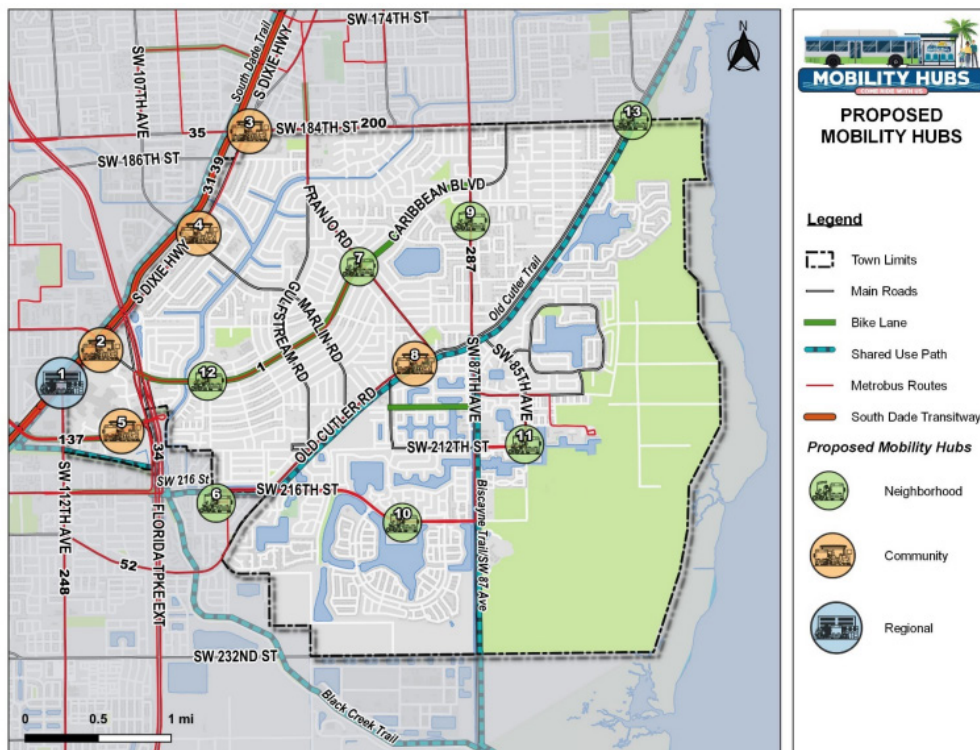 SW 174TH ST
SW 107TH AVE
South Dade Trail
S DIXIE HWY
3
35
SW 184TH ST
200
13
SW 186TH ST
31·39
4
S DIXIE HWY
FRANJO RD
CARIBBEAN BLVD
9
7
287
Old Cutler Trail
GULFSTREAM RD
MARLIN RD
2
1
12
1
8
SW 87TH AVE
SW 85TH AVE
OLD CUTLER RD
5
137
34
SW 212TH ST
11
SW 216 St
6
SW 216TH ST
10
Biscayne Trail/SW 87 Ave
SW 112TH AVE
52
248
FLORIDA TPKE EXT
SW 232ND ST
Black Creek Trail
0 0.5 1 mi
MOBILITY HUBS
COME RIDE WITH US
PROPOSED
MOBILITY HUBS
Legend
Town Limits
Main Roads
Bike Lane
Shared Use Path
Metrobus Routes
South Dade Transitway
Proposed Mobility Hubs
Neighborhood
Community
Regional